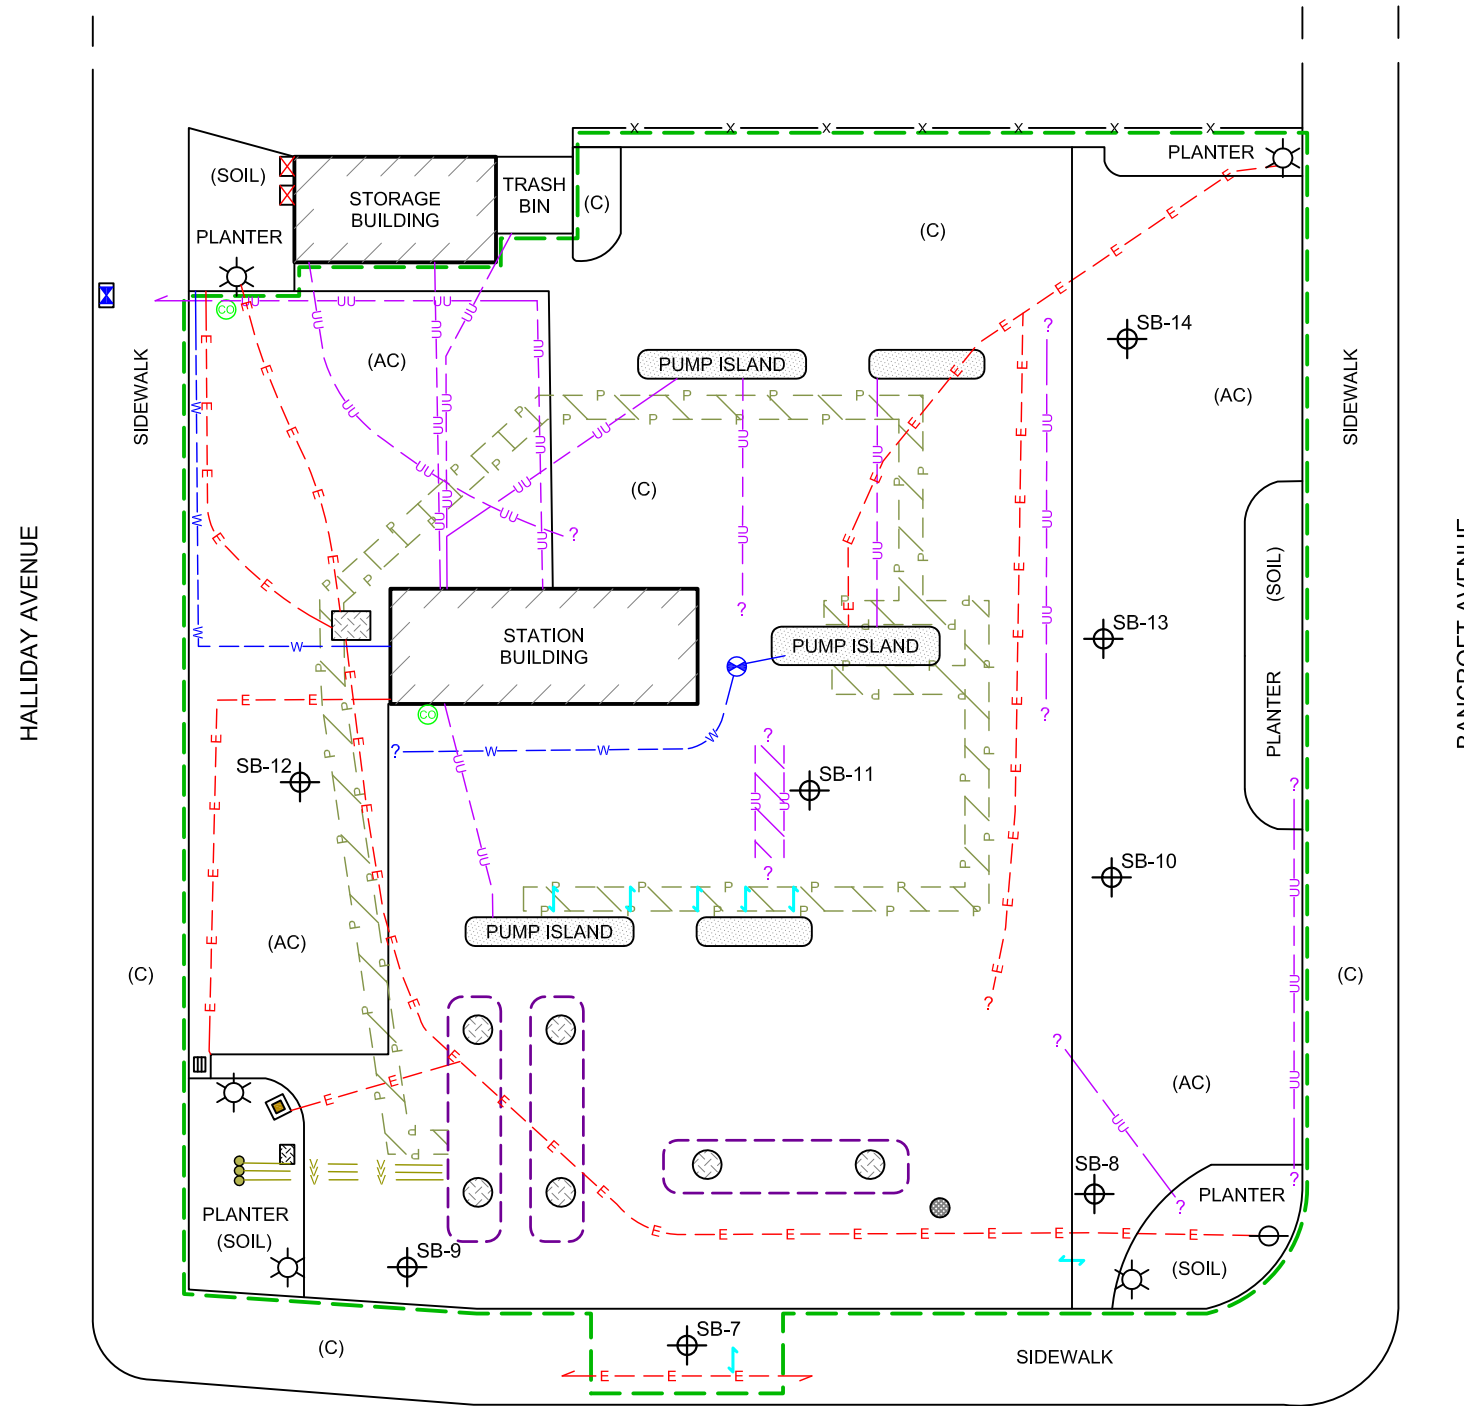 X X X X X X X
PLANTER
(SOIL)
STORAGE
BUILDING
TRASH
BIN
(C)
(C)
PLANTER
CO
SIDEWALK
(AC)
PUMP ISLAND
SB-14
(AC)
SIDEWALK
(C)
HALLIDAY AVENUE
(SOIL)
PLANTER
STATION
BUILDING
PUMP ISLAND
SB-13
CO
SB-12
SB-11
SB-10
(AC)
PUMP ISLAND
(C)
(C)
(AC)
SB-8
PLANTER
(SOIL)
PLANTER
(SOIL)
SB-9
SB-7
(C)
SIDEWALK